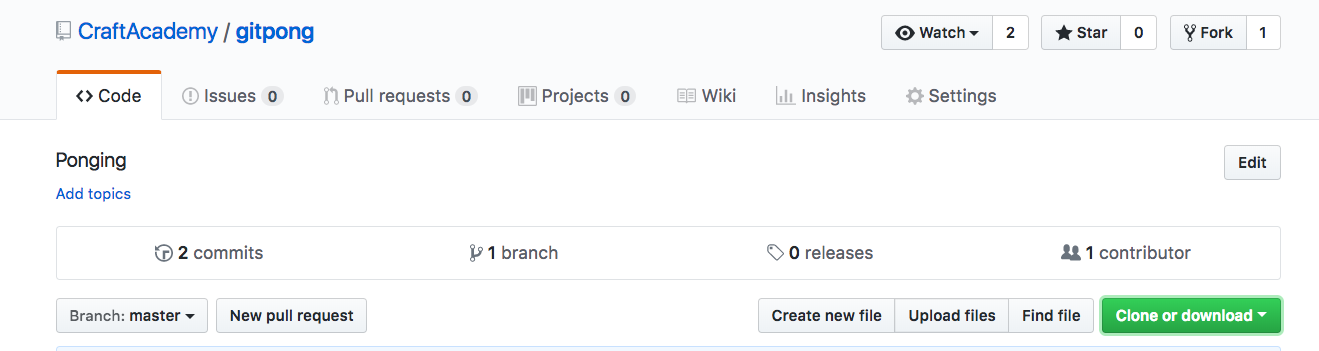 CraftAcademy / gitpong
Watch 2 Star 0 Fork 1
Code Issues 0 Pull requests 0 Projects 0 Wiki Insights Settings
Ponging
Edit
Add topics
2 commits 1 branch 0 releases 1 contributor
Branch: master New pull request Create new file Upload files Find file Clone or download